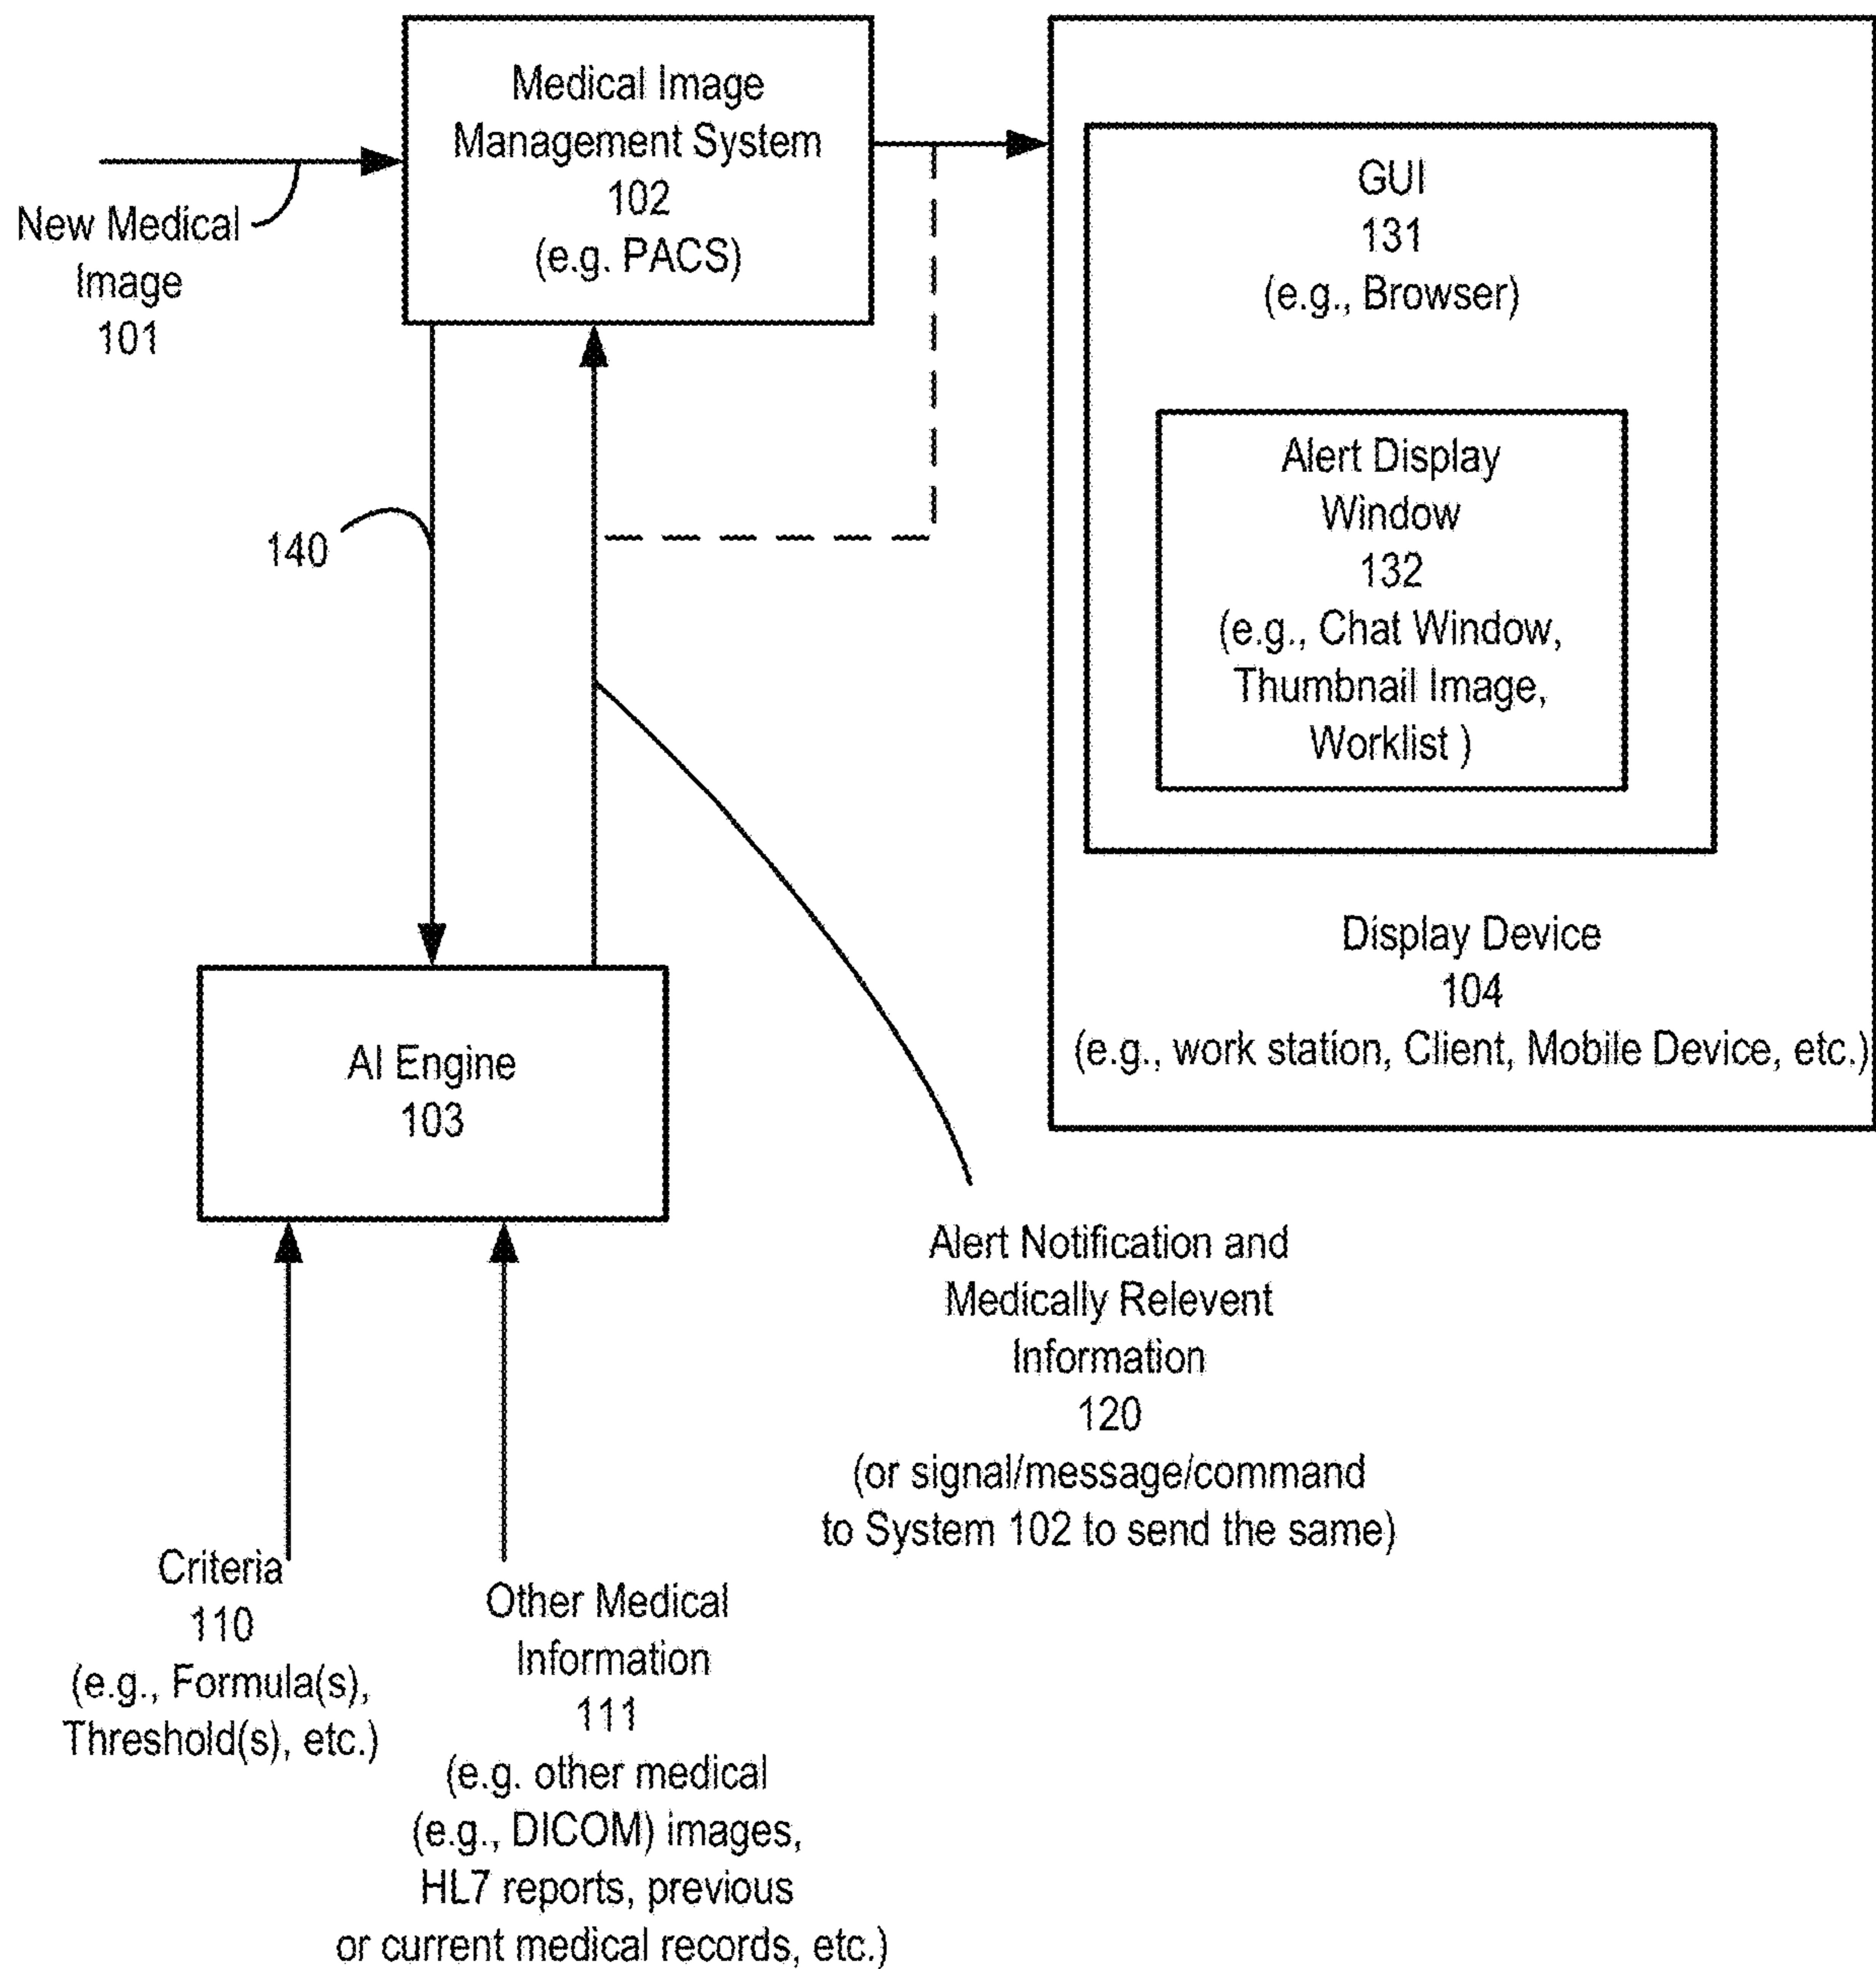 Medical Image
Management System
102
(e.g. PACS)
New Medical
Image
101
GUI
131
(e.g., Browser)
Alert Display
Window
132
(e.g., Chat Window,
Thumbnail Image,
Worklist )
140
Display Device
104
(e.g., work station, Client, Mobile Device, etc.)
AI Engine
103
Alert Notification and
Medically Relevent
Information
120
(or signal/message/command
to System 102 to send the same)
Criteria
110
(e.g., Formula(s),
Threshold(s), etc.)
Other Medical
Information
111
(e.g. other medical
(e.g., DICOM) images,
HL7 reports, previous
or current medical records, etc.)